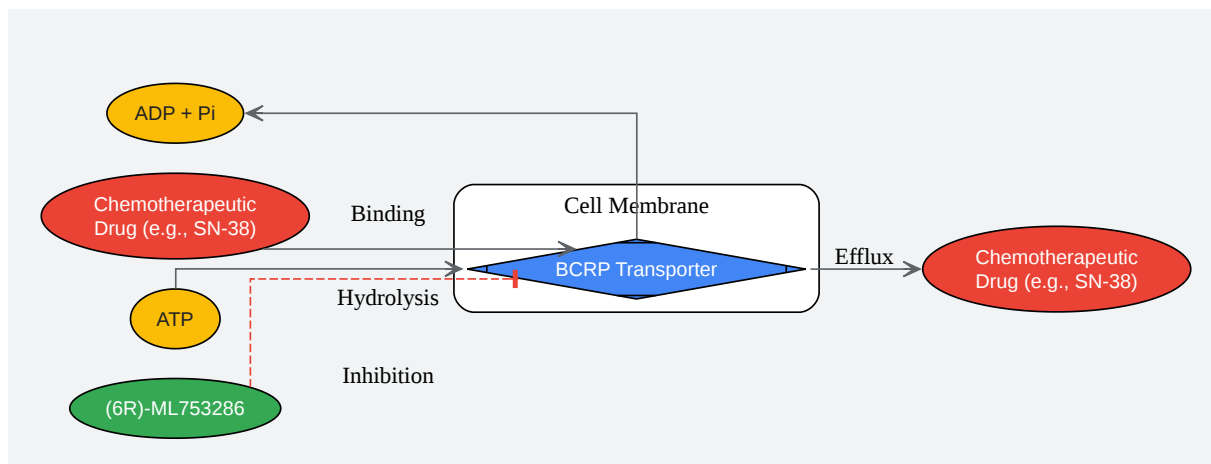 ADP + Pi
Chemotherapeutic
Drug (e.g., SN-38)
Binding
Cell Membrane
BCRP Transporter
Efflux
Chemotherapeutic
Drug (e.g., SN-38)
Hydrolysis
ATP
Inhibition
(6R)-ML753286